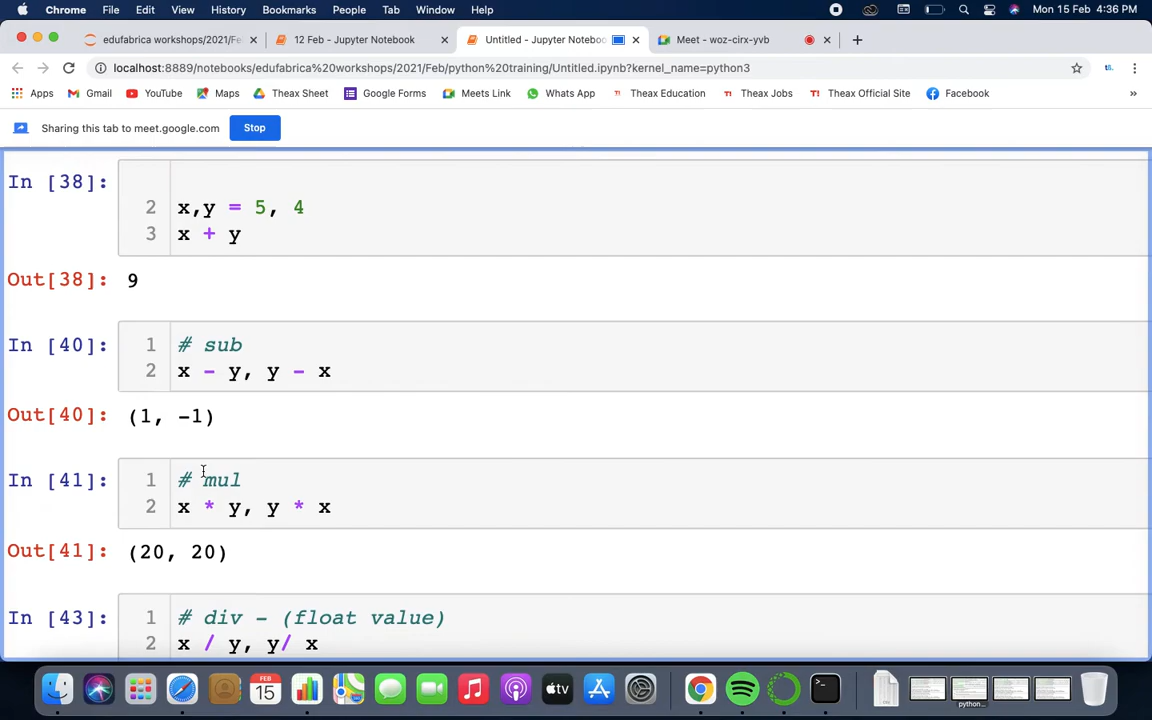 Chrome File Edit View History Bookmarks People Tab Window Help Mon 15 Feb 4:36 PM
edufabrica workshops/2021/Fe 12 Feb - Jupyter Notebook Untitled - Jupyter Noteboo Meet - woz-cirx-yvb
localhost:8889/notebooks/edufabrica%20workshops/2021/Feb/python%20training/Untitled.ipynb?kernel_name=python3
Apps Gmail YouTube Maps Theax Sheet Google Forms Meets Link Whats App Theax Education Theax Jobs Theax Official Site Facebook »
Sharing this tab to meet.google.com Stop
In [38]:
2 x,y = 5, 4
3 x + y
Out[38]: 9
In [40]: 1 # sub
2 x - y, y - x
Out[40]: (1, -1)
In [41]: 1 # mul
2 x * y, y * x
Out[41]: (20, 20)
In [43]: 1 # div - (float value)
2 x / y, y/ x
FEB
15
tv
python...